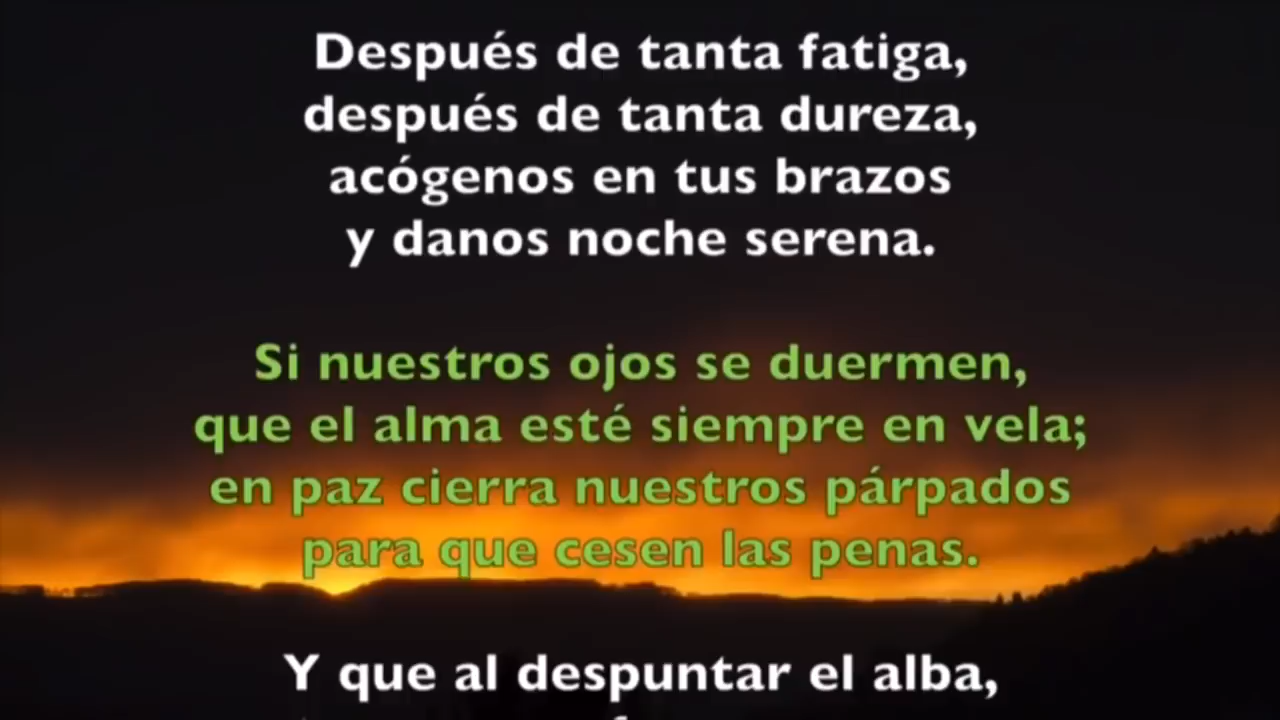 Después de tanta fatiga,
después de tanta dureza,
acógenos en tus brazos
y danos noche serena.
Si nuestros ojos se duermen,
que el alma esté siempre en vela;
en paz cierra nuestros párpados
para que cesen las penas.
Y que al despuntar el alba,